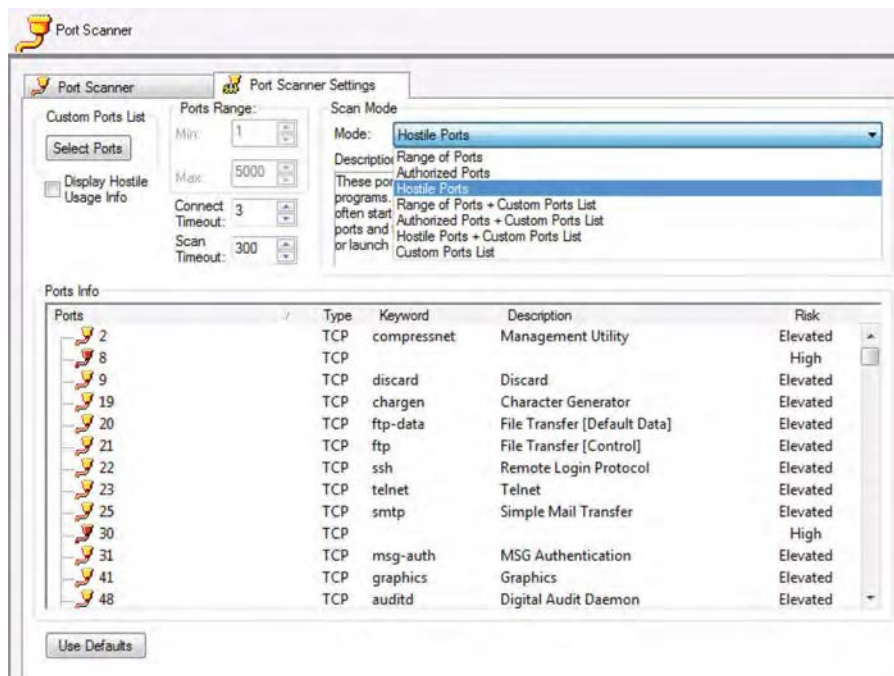 Port Scanner
Port Scanner
Port Scanner Settings
Custom Ports List
Select Ports
Display Hostile
Usage Info
Ports Range:
Min: 1
Max: 5000
Connect
Timeout: 3
Scan
Timeout: 300
Scan Mode
Mode: Hostile Ports
Description
These por
programs.
often start
ports and
or launch
Range of Ports
Authorized Ports
Hostile Ports
Range of Ports + Custom Ports List
Authorized Ports + Custom Ports List
Hostile Ports + Custom Ports List
Custom Ports List
Ports Info
Ports Type Keyword Description Risk
2 TCP compressnet Management Utility Elevated
8 TCP High
9 TCP discard Discard Elevated
19 TCP chargen Character Generator Elevated
20 TCP ftp-data File Transfer [Default Data] Elevated
21 TCP ftp File Transfer [Control] Elevated
22 TCP ssh Remote Login Protocol Elevated
23 TCP telnet Telnet Elevated
25 TCP smtp Simple Mail Transfer Elevated
30 TCP High
31 TCP msg-auth MSG Authentication Elevated
41 TCP graphics Graphics Elevated
48 TCP auditd Digital Audit Daemon Elevated
Use Defaults